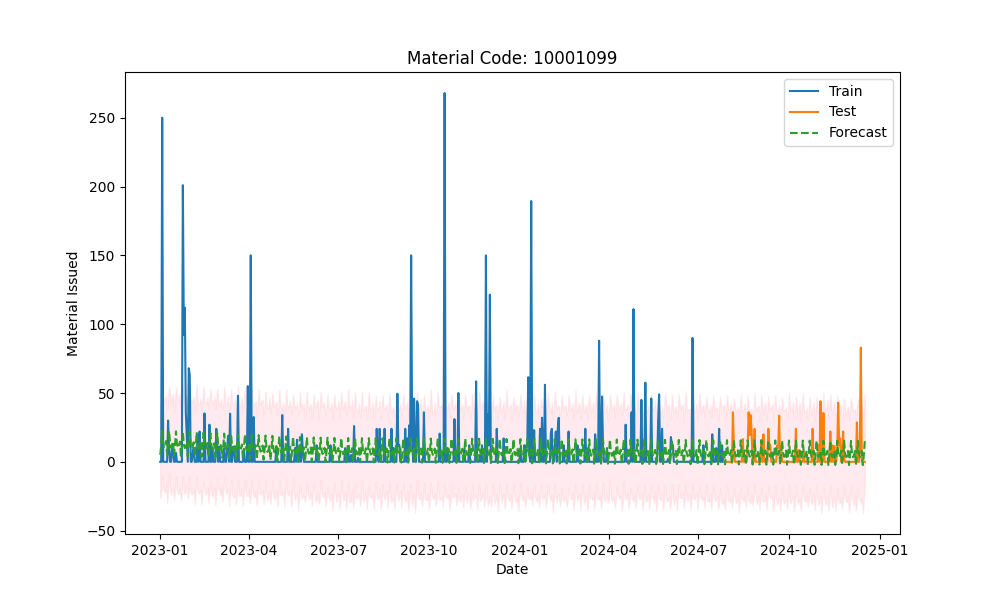 Material Code: 10001099
Train
Test
Forecast
Material Issued
250
200
150
100
50
0
−50
2023-01 2023-04 2023-07 2023-10 2024-01 2024-04 2024-07 2024-10 2025-01
Date